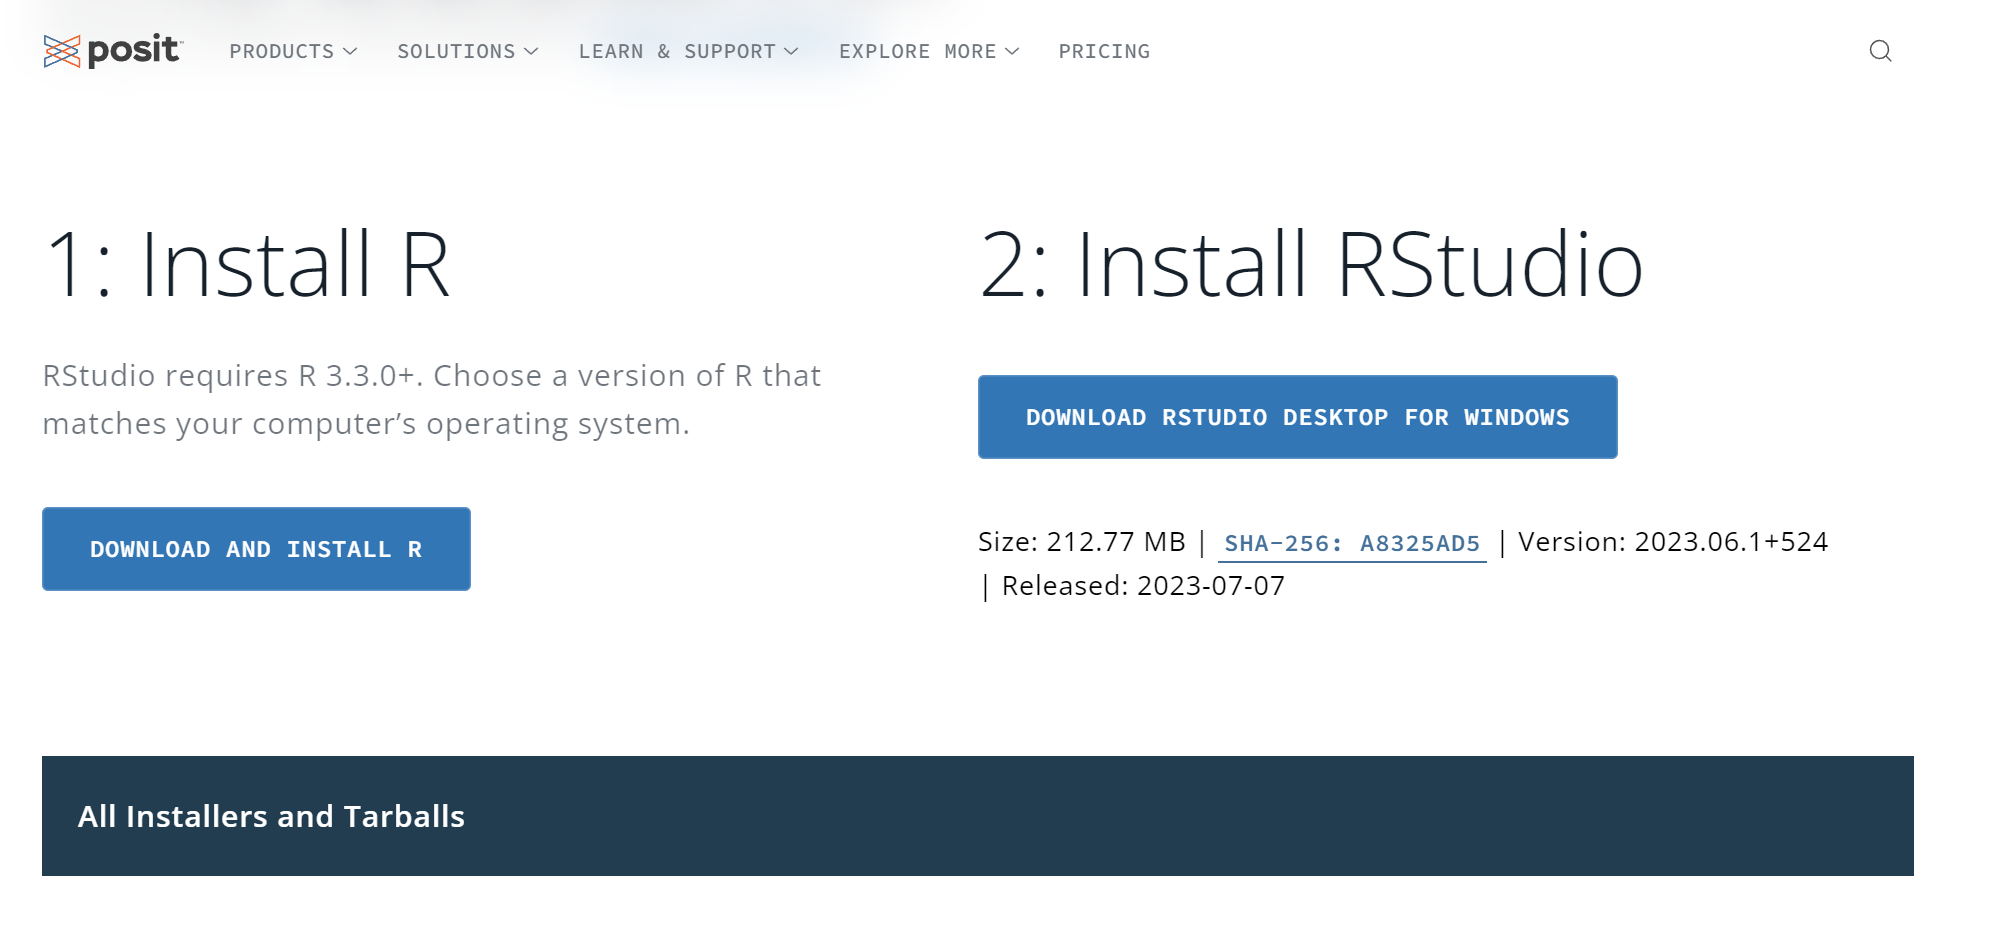 posit™
PRODUCTS
SOLUTIONS
LEARN & SUPPORT
EXPLORE MORE
PRICING
1: Install R
RStudio requires R 3.3.0+. Choose a version of R that
matches your computer’s operating system.
DOWNLOAD AND INSTALL R
2: Install RStudio
DOWNLOAD RSTUDIO DESKTOP FOR WINDOWS
Size: 212.77 MB | SHA-256: A8325AD5 | Version: 2023.06.1+524
| Released: 2023-07-07
All Installers and Tarballs